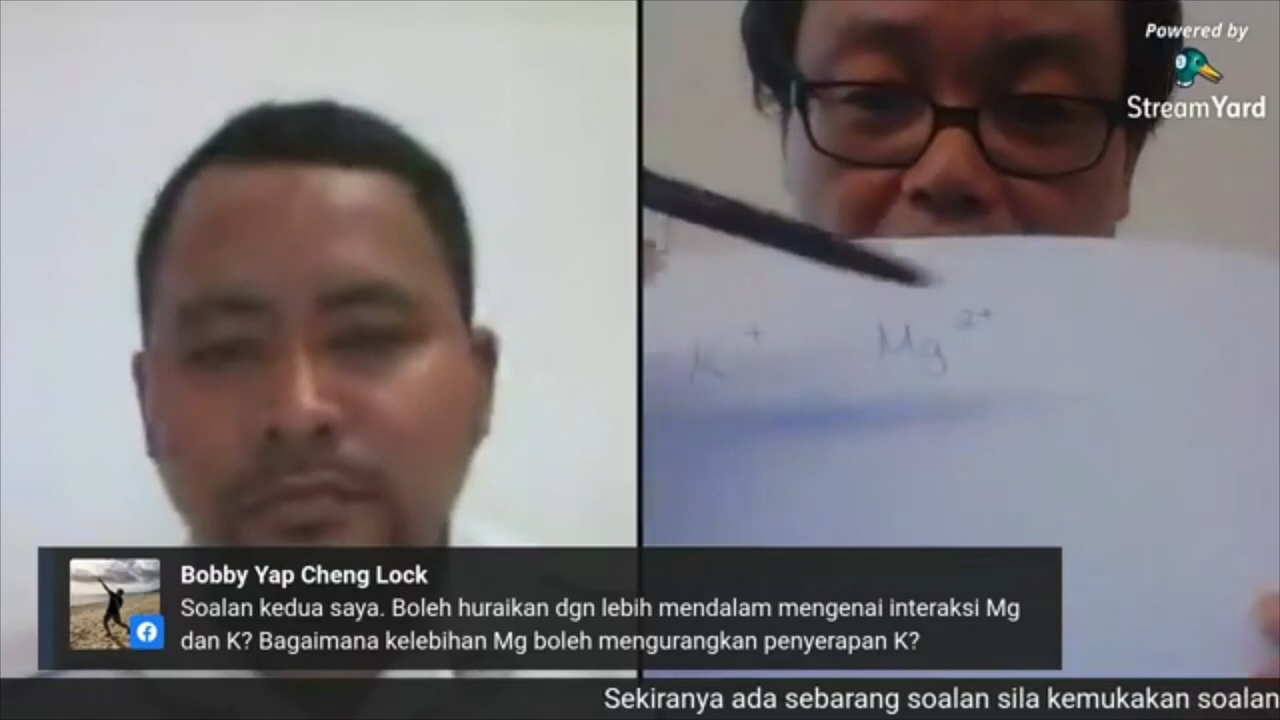 Powered by
StreamYard
K+ Mg2+
Bobby Yap Cheng Lock
Soalan kedua saya. Boleh huraikan dgn lebih mendalam mengenai interaksi Mg
dan K? Bagaimana kelebihan Mg boleh mengurangkan penyerapan K?
Sekiranya ada sebarang soalan sila kemukakan soalan